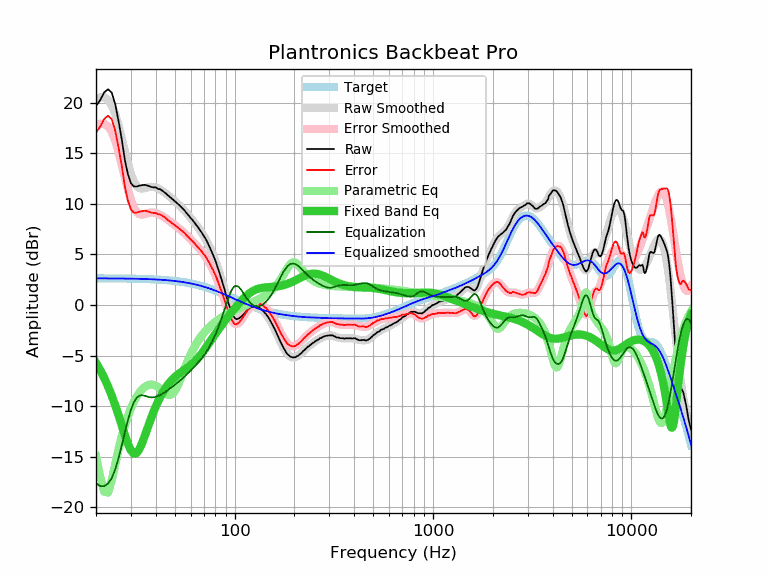 Plantronics Backbeat Pro
Target
Raw Smoothed
Error Smoothed
Raw
Error
Parametric Eq
Fixed Band Eq
Equalization
Equalized smoothed
Amplitude (dBr)
20
15
10
5
0
−5
−10
−15
−20
100
1000
10000
Frequency (Hz)